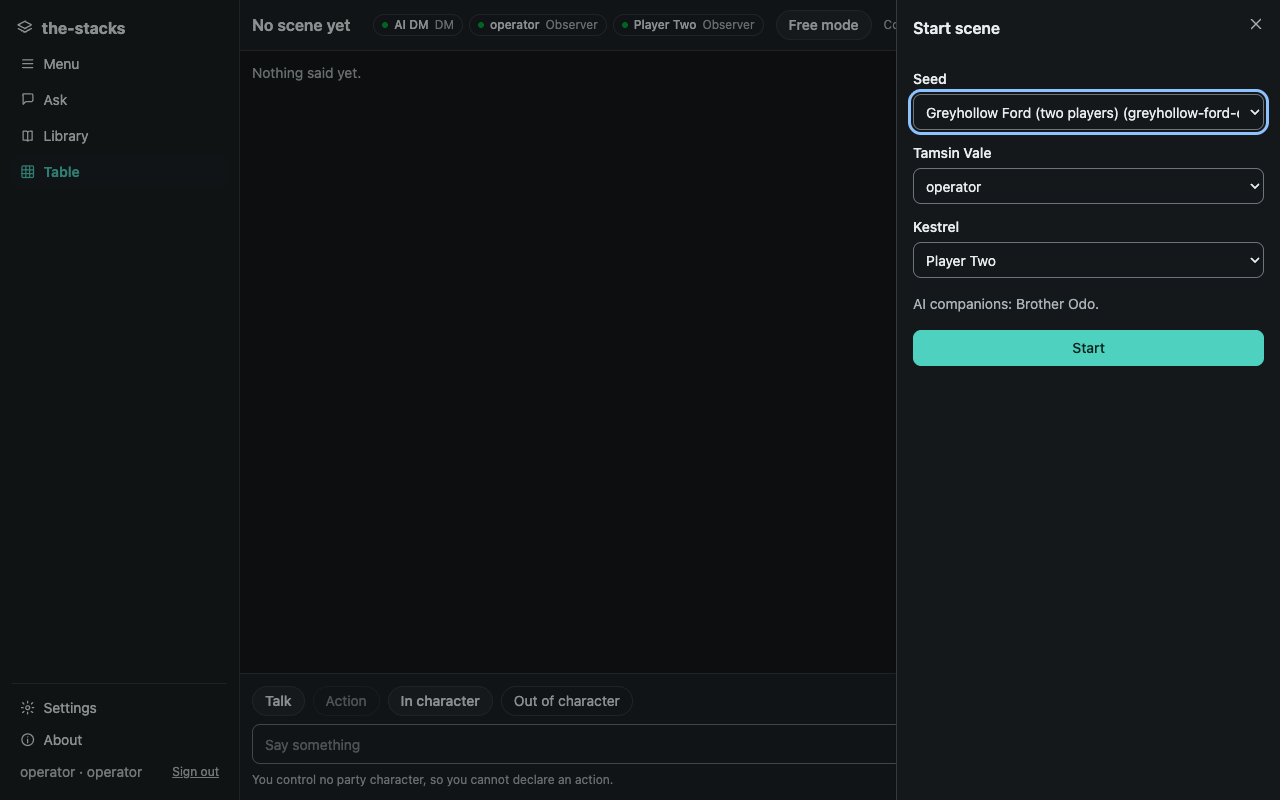 the-stacks
Menu
Ask
Library
Table
Settings
About
operator · operator Sign out
No scene yet AI DM DM operator Observer Player Two Observer Free mode
Nothing said yet.
Talk Action In character Out of character
Say something
You control no party character, so you cannot declare an action.
Start scene
Seed
Greyhollow Ford (two players) (greyhollow-ford-
Tamsin Vale
operator
Kestrel
Player Two
AI companions: Brother Odo.
Start